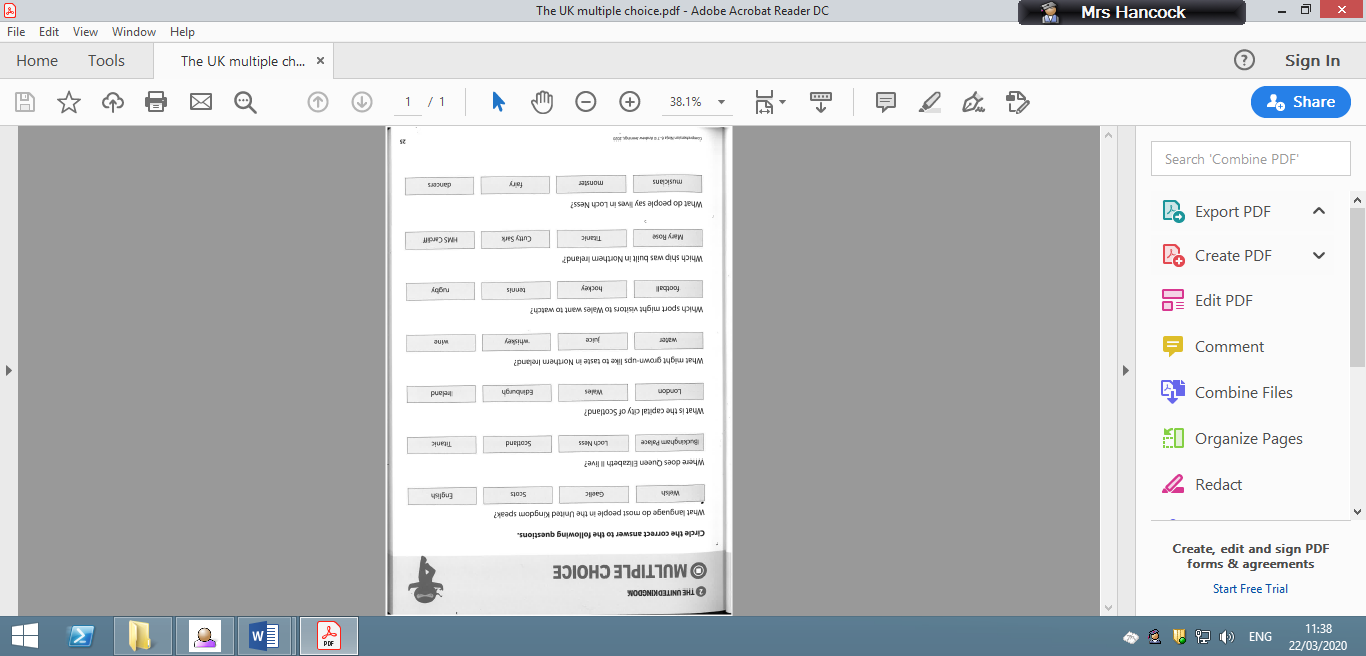 The UK multiple choice.pdf - Adobe Acrobat Reader DC
Mrs Hancock
File Edit View Window Help
Home Tools The UK multiple ch... × Sign In
1 / 1 38.1% Share
2 THE UNITED KINGDOM:
MULTIPLE CHOICE
Circle the correct answer to the following questions.
What language do most people in the United Kingdom speak?
Welsh Gaelic Scots English
Where does Queen Elizabeth II live?
Buckingham Palace Loch Ness Scotland Titanic
What is the capital city of Scotland?
London Wales Edinburgh Ireland
What might grown-ups like to taste in Northern Ireland?
water juice whiskey wine
Which sport might visitors to Wales want to watch?
football hockey tennis rugby
Which ship was built in Northern Ireland?
Mary Rose Titanic Cutty Sark HMS Cardiff
What do people say lives in Loch Ness?
musicians monster fairy dancers
25
Search 'Combine PDF'
Export PDF
Create PDF
Edit PDF
Comment
Combine Files
Organize Pages
Redact
Create, edit and sign PDF
forms & agreements
Start Free Trial
PDF
ENG
11:38
22/03/2020